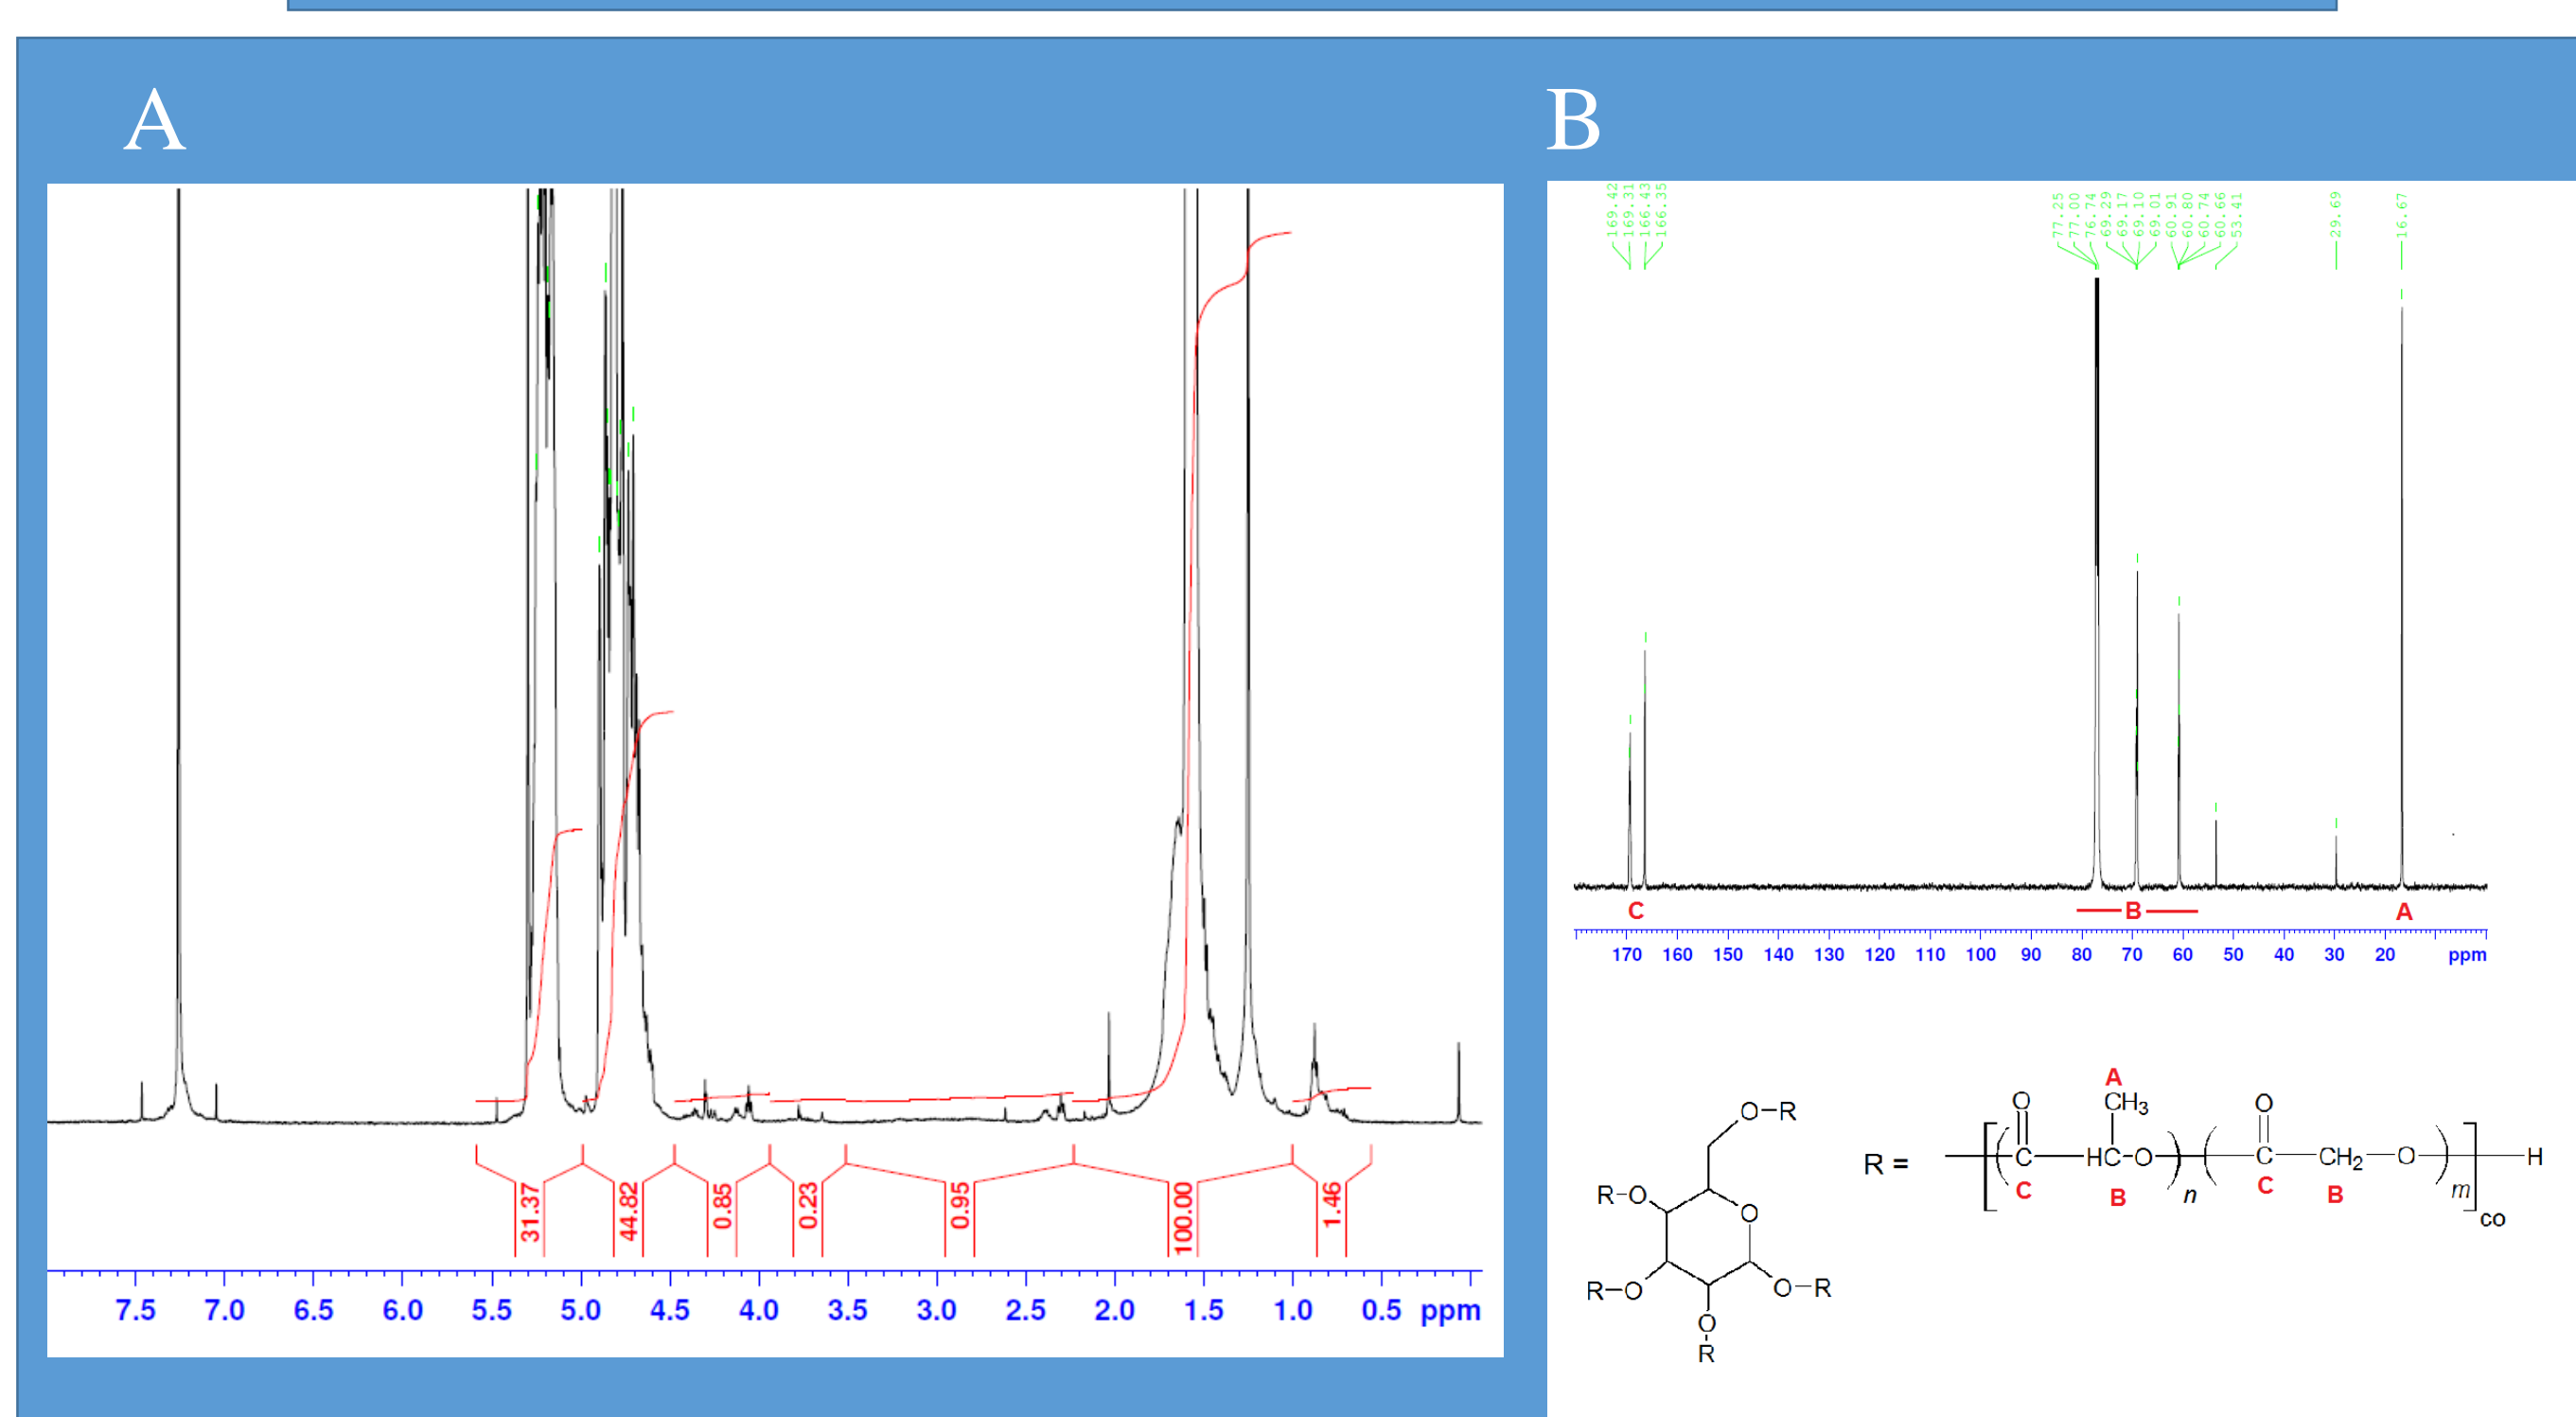 A
B
31.37
44.82
0.85
0.23
0.95
100.00
1.46
7.5 7.0 6.5 6.0 5.5 5.0 4.5 4.0 3.5 3.0 2.5 2.0 1.5 1.0 0.5 ppm
169.42
169.31
166.43
166.35
77.25
77.00
76.74
69.29
69.17
69.10
69.01
60.91
60.80
60.74
60.66
53.41
29.69
16.67
C B A
170 160 150 140 130 120 110 100 90 80 70 60 50 40 30 20 ppm
O-R
R-O
O
R-O
O-R
O
R
R =
A
O CH3 O
C HC-O n C CH2 O m H
C B C B
co